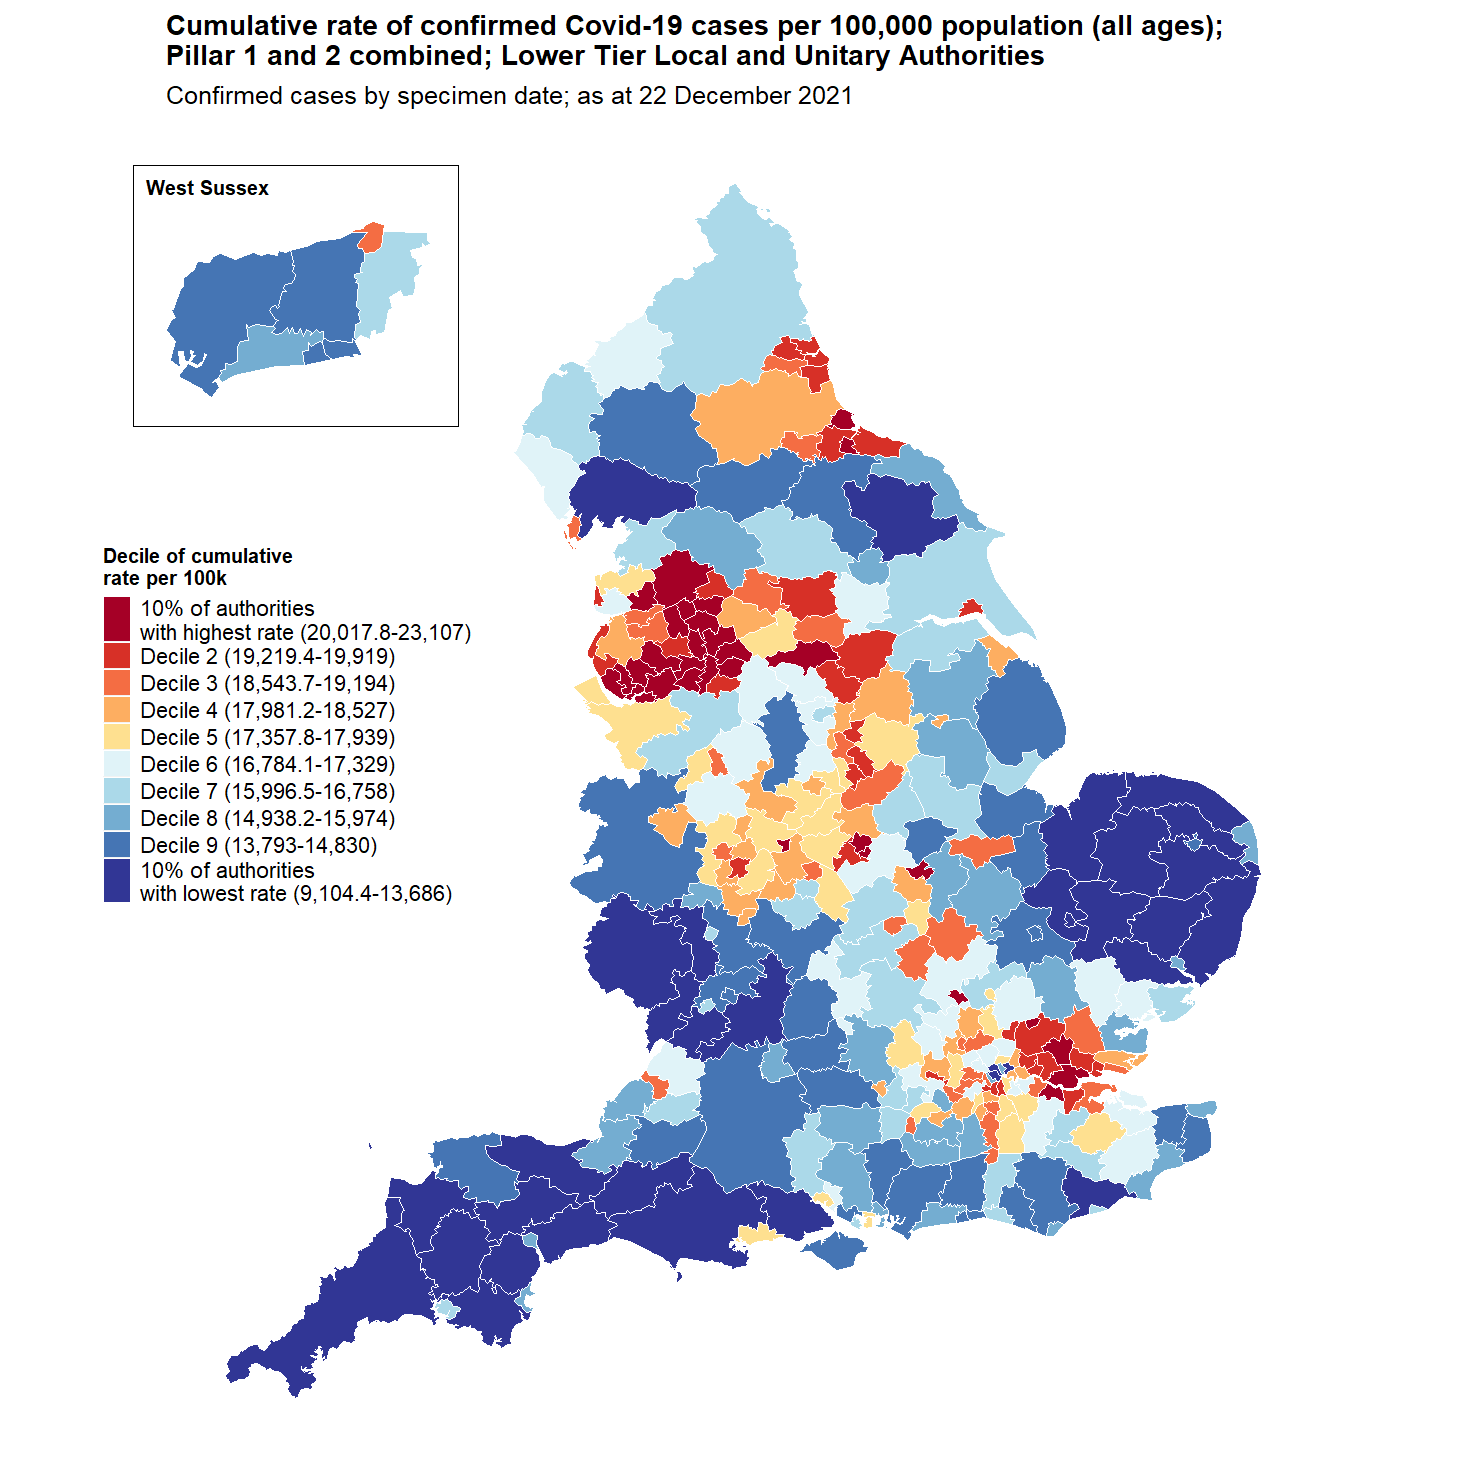 Cumulative rate of confirmed Covid-19 cases per 100,000 population (all ages);
Pillar 1 and 2 combined; Lower Tier Local and Unitary Authorities
Confirmed cases by specimen date; as at 22 December 2021
West Sussex
Decile of cumulative
rate per 100k
10% of authorities
with highest rate (20,017.8-23,107)
Decile 2 (19,219.4-19,919)
Decile 3 (18,543.7-19,194)
Decile 4 (17,981.2-18,527)
Decile 5 (17,357.8-17,939)
Decile 6 (16,784.1-17,329)
Decile 7 (15,996.5-16,758)
Decile 8 (14,938.2-15,974)
Decile 9 (13,793-14,830)
10% of authorities
with lowest rate (9,104.4-13,686)